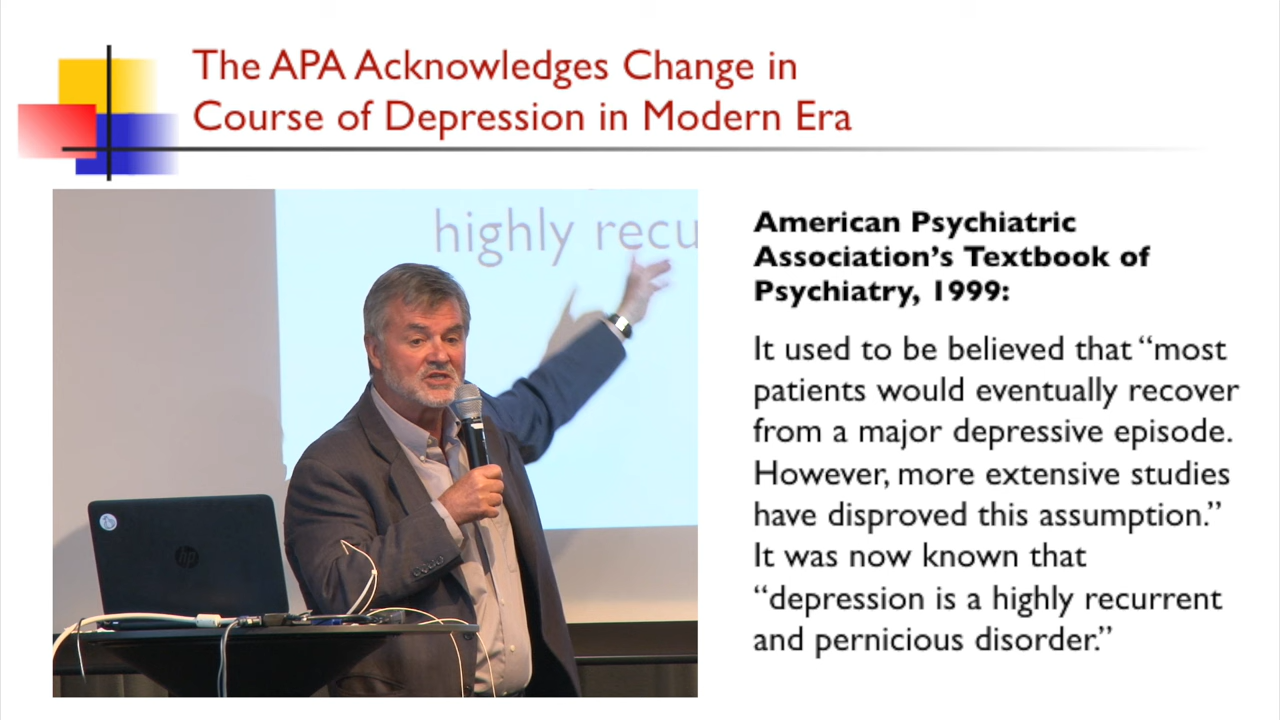 The APA Acknowledges Change in
Course of Depression in Modern Era
highly recu
hp
American Psychiatric
Association’s Textbook of
Psychiatry, 1999:
It used to be believed that “most
patients would eventually recover
from a major depressive episode.
However, more extensive studies
have disproved this assumption.”
It was now known that
“depression is a highly recurrent
and pernicious disorder.”